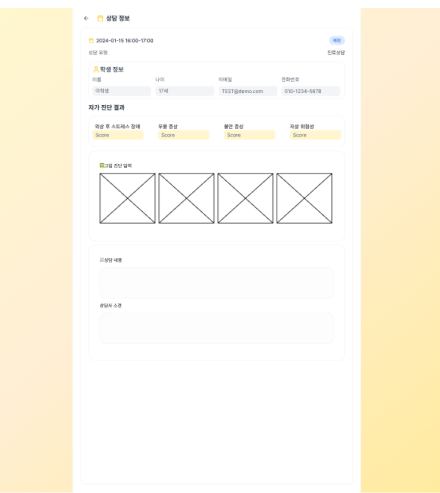 상담 정보
2024-01-15 16:00-17:00 예약
상담 유형 진로상담
학생 정보
이름 나이 이메일 전화번호
이학생 17세 TEST@demo.com 010-1234-5678
자가 진단 결과
외상 후 스트레스 장애 우울 증상 불안 증상 자살 위험성
Score Score Score Score
그림 진단 입력
상담 내용
상담사 소견